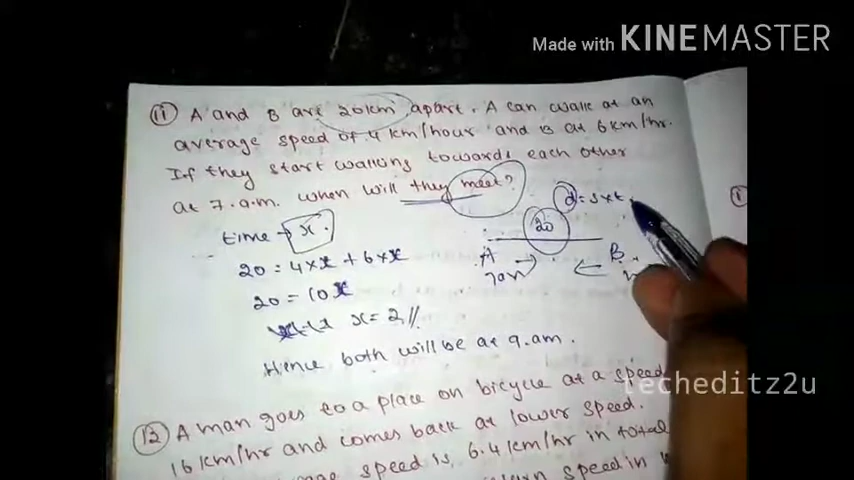 Made with KINEMASTER
11 A and B are 20km apart. A can walk at an
average speed of 4 km/hour and B at 6km/hr.
If they start walking towards each other
at 7.a.m. when will they meet?
d = s x t
time → x.
20
20 = 4 x x + 6 x x
A B
7am
20 = 10 x
x = 2 //
Hence both will be at 9.am.
techeditz2u
12 A man goes to a place on bicycle at a speed
16 km/hr and comes back at lower speed.
speed is 6.4 km/hr in total
speed in